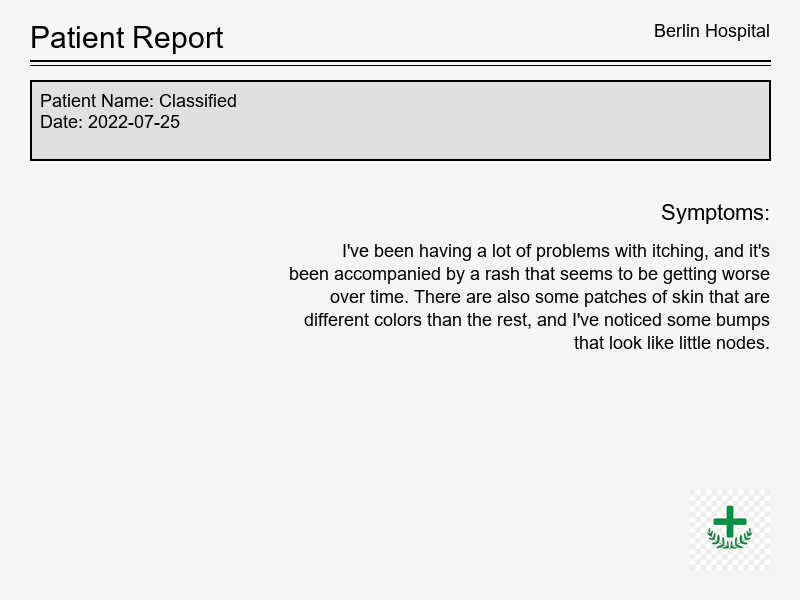 Patient Report
Berlin Hospital
Patient Name: Classified
Date: 2022-07-25
Symptoms:
I've been having a lot of problems with itching, and it's
been accompanied by a rash that seems to be getting worse
over time. There are also some patches of skin that are
different colors than the rest, and I've noticed some bumps
that look like little nodes.